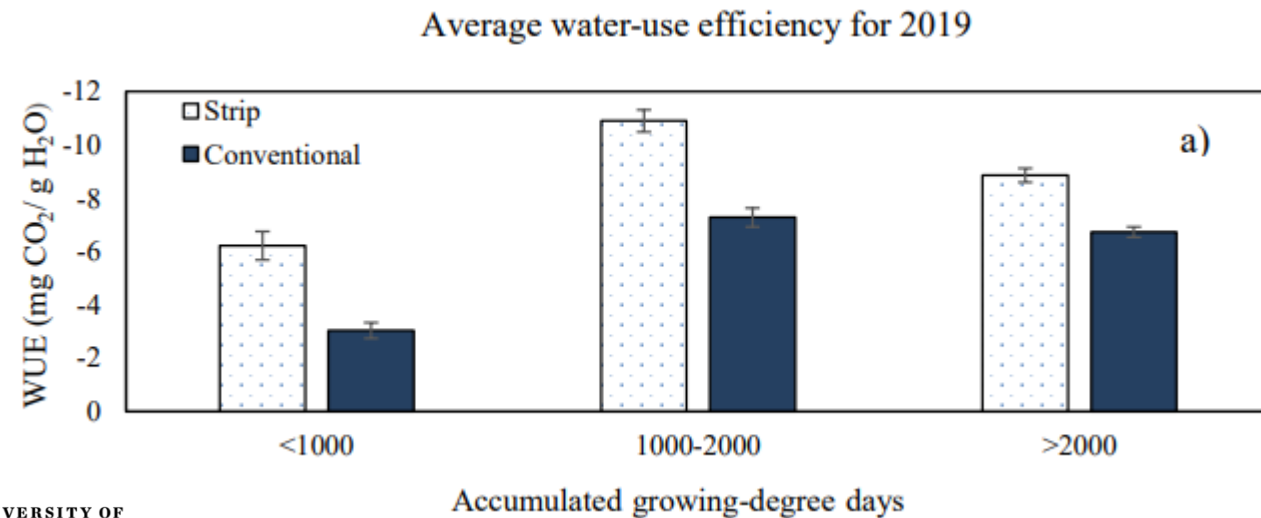 Average water-use efficiency for 2019
WUE (mg CO₂/ g H₂O)
-12
-10
-8
-6
-4
-2
0
Strip
Conventional
a)
<1000
1000-2000
>2000
Accumulated growing-degree days
VERSITY OF